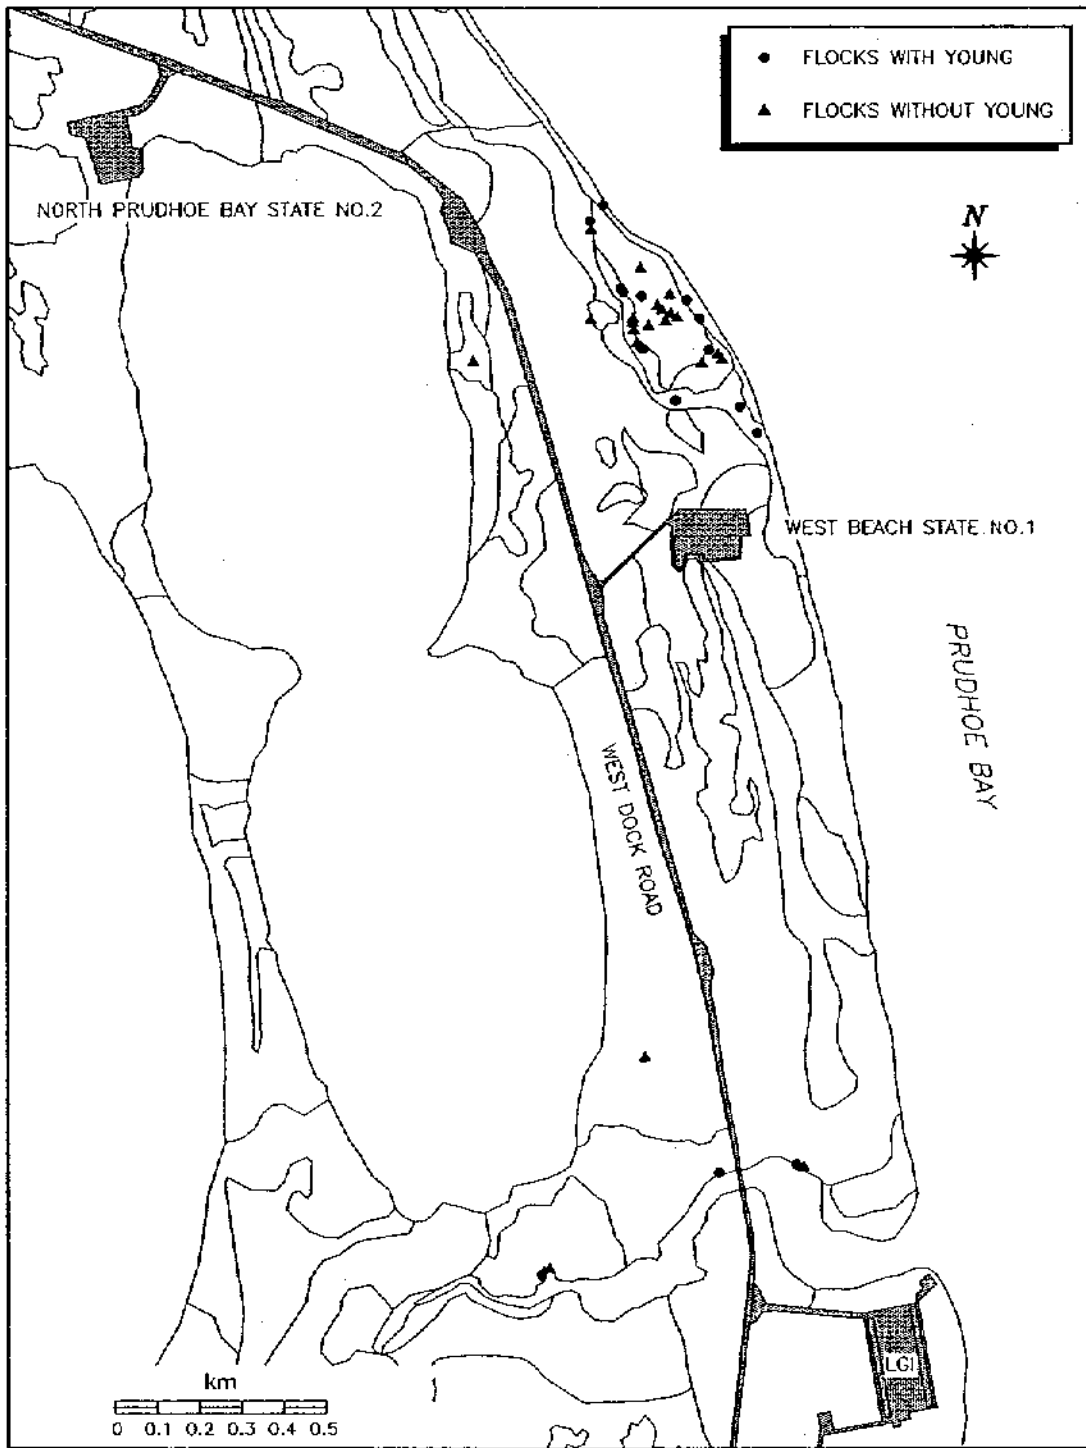 FLOCKS WITH YOUNG
FLOCKS WITHOUT YOUNG
NORTH PRUDHOE BAY STATE NO.2
N
WEST BEACH STATE NO.1
PRUDHOE BAY
WEST DOCK ROAD
LGI
km
0 0.1 0.2 0.3 0.4 0.5